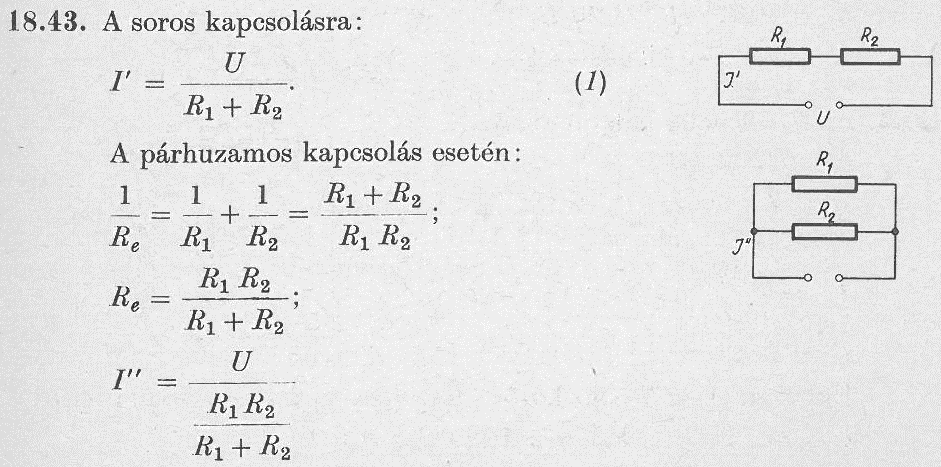 18.43. A soros kapcsolásra:
I′ = U / (R₁ + R₂). (1)
A párhuzamos kapcsolás esetén:
1/Rₑ = 1/R₁ + 1/R₂ = (R₁ + R₂) / (R₁ R₂);
Rₑ = (R₁ R₂) / (R₁ + R₂);
I″ = U / ((R₁ R₂) / (R₁ + R₂))
R₁ R₂
I′
U
R₁
R₂
I″